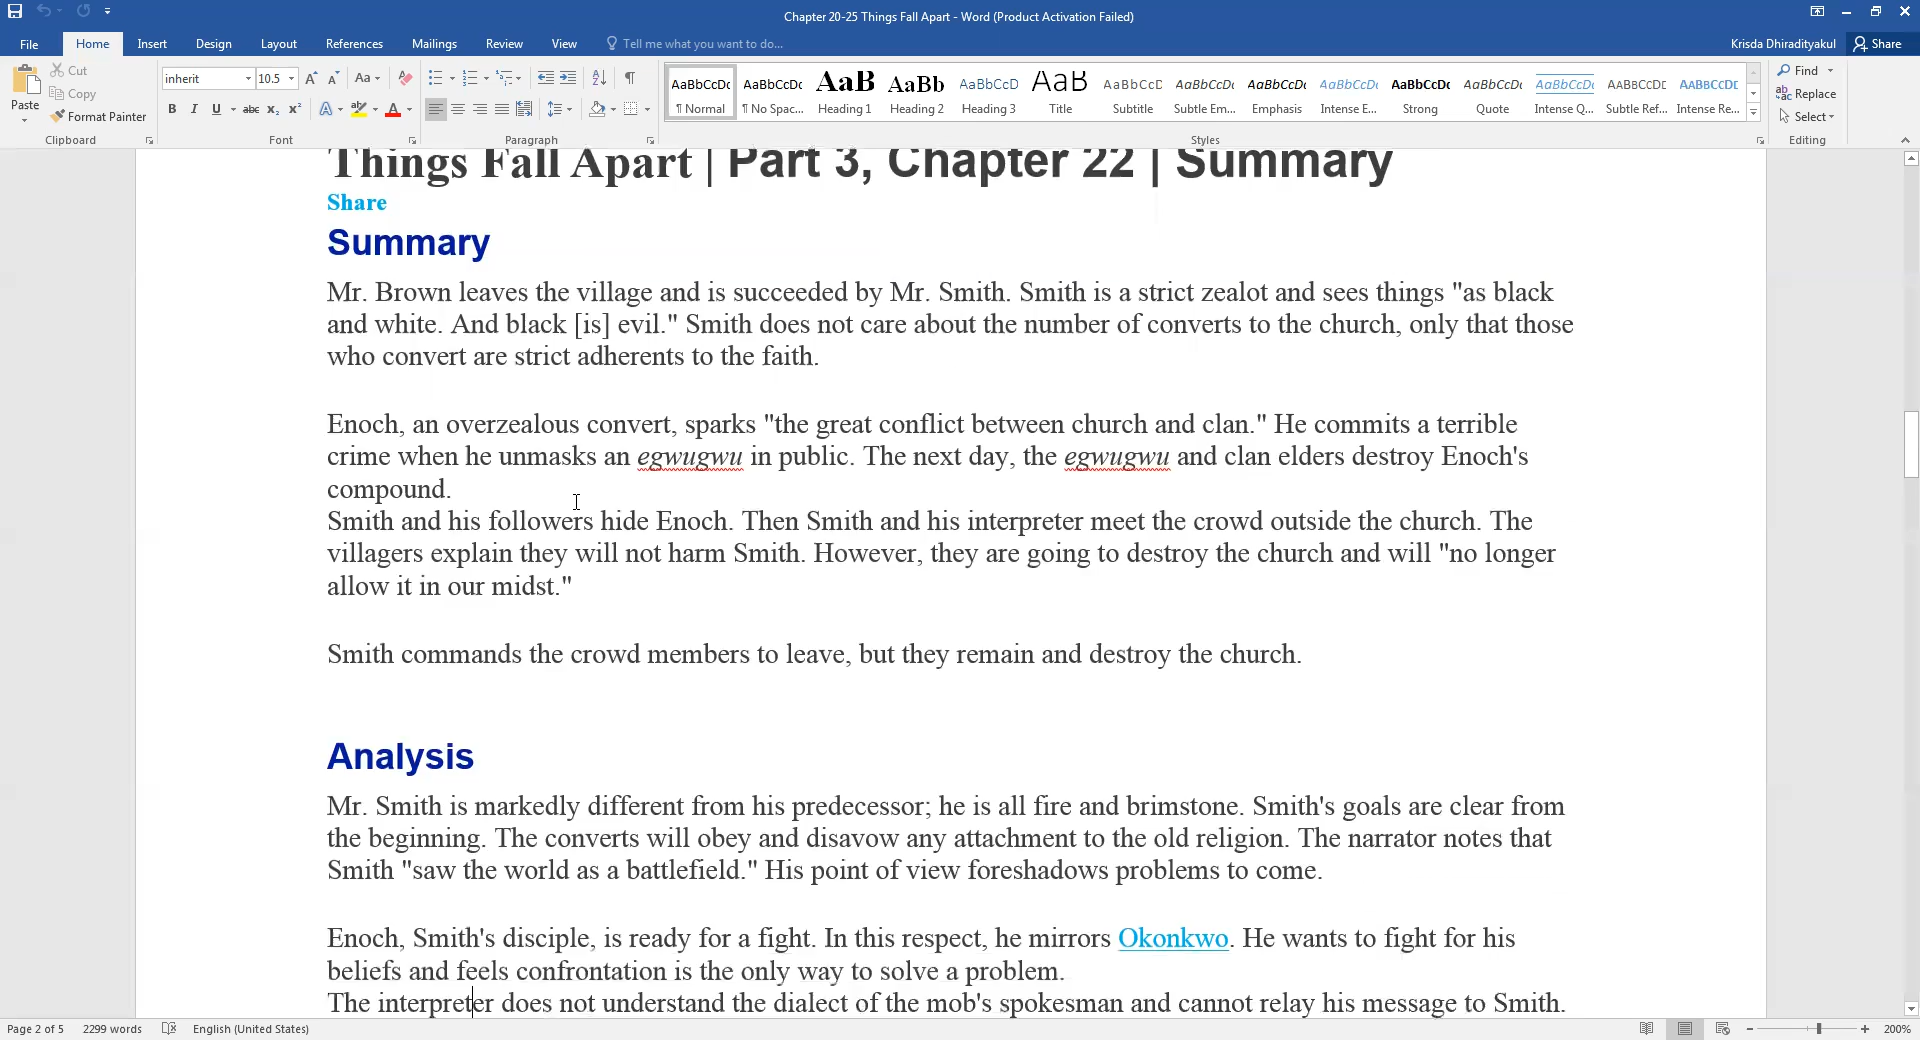 Chapter 20-25 Things Fall Apart - Word (Product Activation Failed)
File Home Insert Design Layout References Mailings Review View Tell me what you want to do... Krisda Dhiradityakul Share
Paste
Cut
Copy
Format Painter
Clipboard
inherit 10.5
Font
Paragraph
AaBbCcDc AaBbCcDc AaB AaBb AaBbCcD AaB AaBbCcD AaBbCcDc AaBbCcDc AaBbCcDc AaBbCcDc AaBbCcDc AaBbCcDc AABBCCDC AABBCCDC
¶ Normal ¶ No Spac... Heading 1 Heading 2 Heading 3 Title Subtitle Subtle Em... Emphasis Intense E... Strong Quote Intense Q... Subtle Ref... Intense Re...
Styles
Find
Replace
Select
Editing
Things Fall Apart | Part 3, Chapter 22 | Summary
Share
Summary
Mr. Brown leaves the village and is succeeded by Mr. Smith. Smith is a strict zealot and sees things "as black
and white. And black [is] evil." Smith does not care about the number of converts to the church, only that those
who convert are strict adherents to the faith.
Enoch, an overzealous convert, sparks "the great conflict between church and clan." He commits a terrible
crime when he unmasks an egwugwu in public. The next day, the egwugwu and clan elders destroy Enoch's
compound.
Smith and his followers hide Enoch. Then Smith and his interpreter meet the crowd outside the church. The
villagers explain they will not harm Smith. However, they are going to destroy the church and will "no longer
allow it in our midst."
Smith commands the crowd members to leave, but they remain and destroy the church.
Analysis
Mr. Smith is markedly different from his predecessor; he is all fire and brimstone. Smith's goals are clear from
the beginning. The converts will obey and disavow any attachment to the old religion. The narrator notes that
Smith "saw the world as a battlefield." His point of view foreshadows problems to come.
Enoch, Smith's disciple, is ready for a fight. In this respect, he mirrors Okonkwo. He wants to fight for his
beliefs and feels confrontation is the only way to solve a problem.
The interpreter does not understand the dialect of the mob's spokesman and cannot relay his message to Smith.
Page 2 of 5 2299 words English (United States) 200%